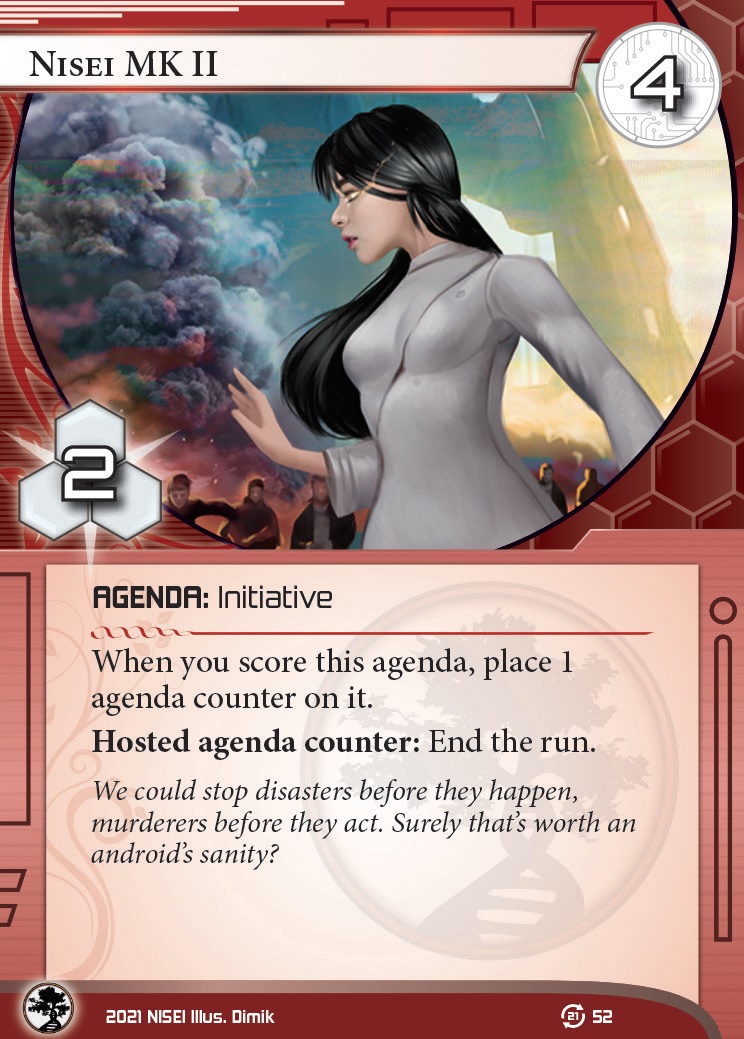 Nisei MK II
4
2
AGENDA: Initiative
When you score this agenda, place 1
agenda counter on it.
Hosted agenda counter: End the run.
We could stop disasters before they happen,
murderers before they act. Surely that's worth an
android's sanity?
2021 NISEI Illus. Dimik
21 52